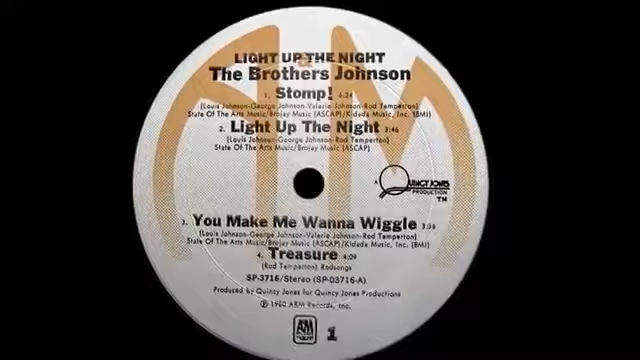 LIGHT UP THE NIGHT
The Brothers Johnson
1. Stomp! 6:24
(Louis Johnson-George Johnson-Valerie Johnson-Rod Temperton)
State Of The Arts Music/Brojay Music (ASCAP)/Kidada Music, Inc. (BMI)
2. Light Up The Night 3:46
(Louis Johnson-George Johnson-Rod Temperton)
State Of The Arts Music/Brojay Music (ASCAP)
A
QUINCY JONES
PRODUCTION
TM
3. You Make Me Wanna Wiggle 3:38
(Louis Johnson-George Johnson-Valerie Johnson-Rod Temperton)
State Of The Arts Music/Brojay Music (ASCAP)/Kidada Music, Inc. (BMI)
4. Treasure 4:09
(Rod Temperton) Rodsongs
SP-3716/Stereo (SP-03716-A)
Produced by Quincy Jones for Quincy Jones Productions
℗ 1980 A&M Records, Inc.
A&M
1